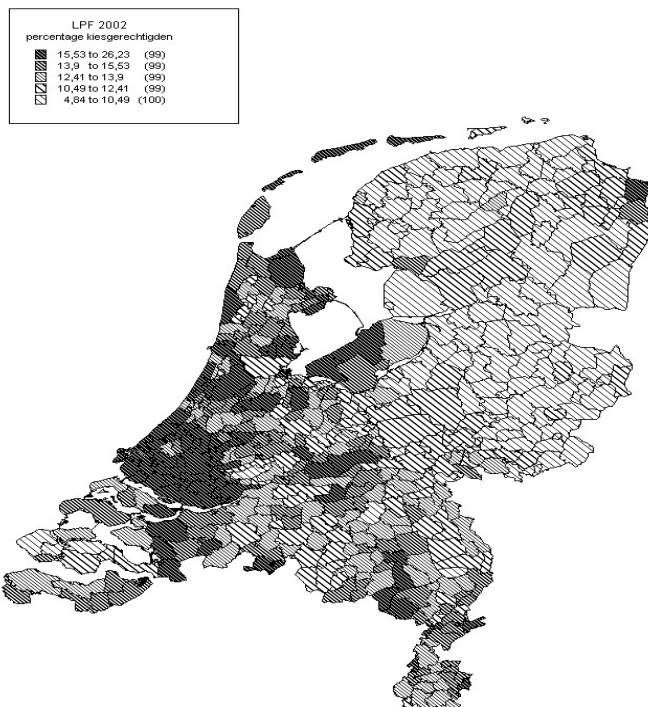 LPF 2002
percentage kiesgerechtigden
15,53 to 26,23 (99)
13,9 to 15,53 (99)
12,41 to 13,9 (99)
10,49 to 12,41 (99)
4,84 to 10,49 (100)